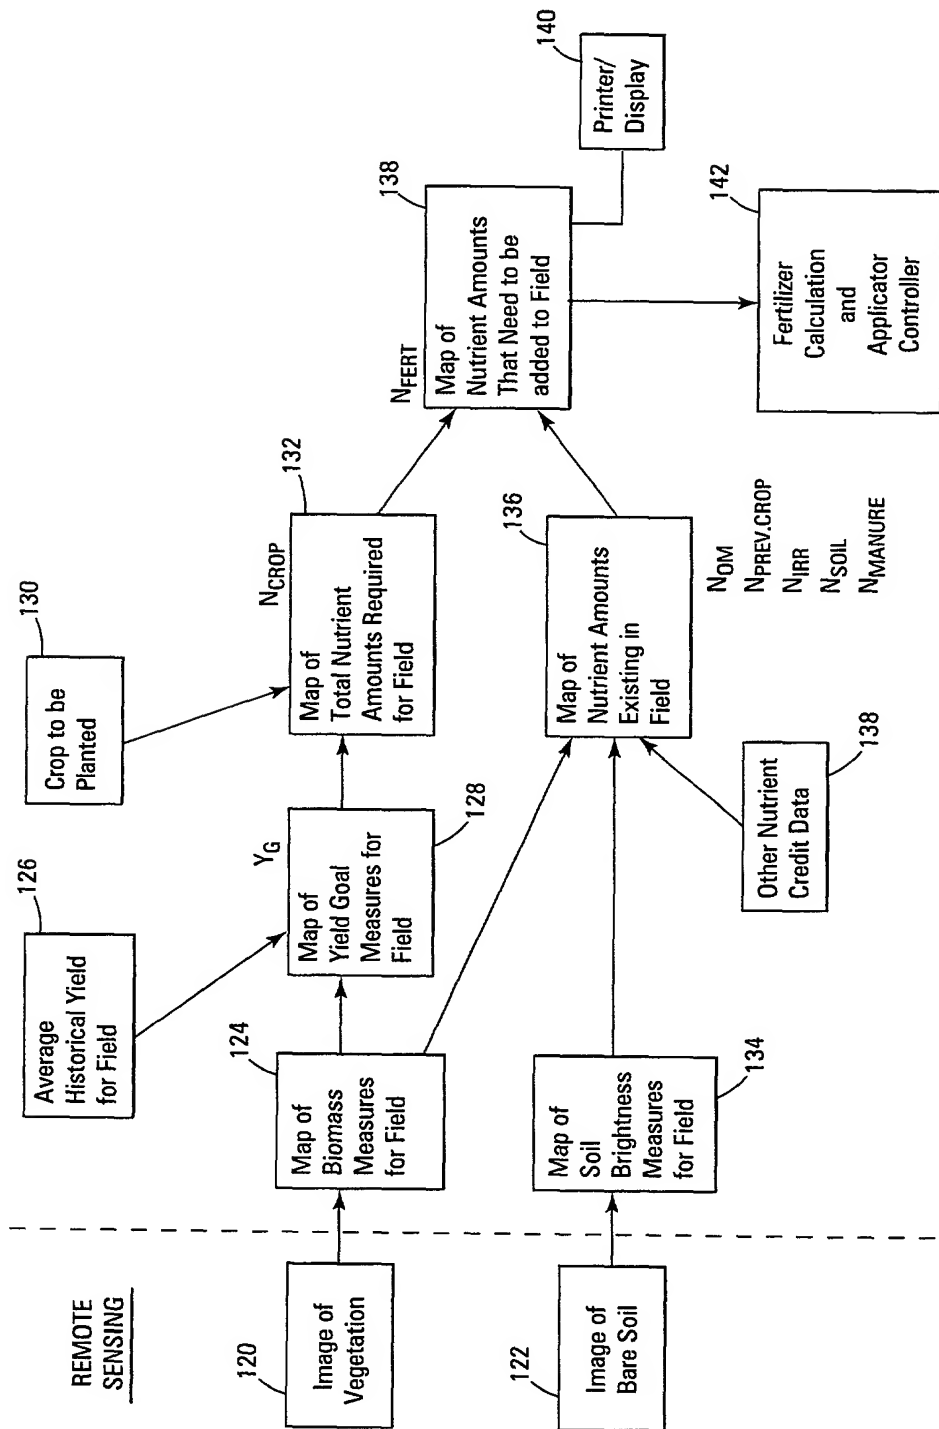 REMOTE
SENSING
120
Image of
Vegetation
122
Image of
Bare Soil
126
Average
Historical Yield
for Field
124
Map of
Biomass
Measures
for Field
Map of
Soil
Brightness
Measures
for Field
134
130
Crop to be
Planted
Y_G
Map of
Yield Goal
Measures for
Field
128
N_CROP
132
Map of
Total Nutrient
Amounts Required
for Field
136
Map of
Nutrient Amounts
Existing in
Field
Other Nutrient
Credit Data
138
N_OM
N_PREV.CROP
N_IRR
N_SOIL
N_MANURE
N_FERT
138
Map of
Nutrient Amounts
That Need to be
added to Field
140
Printer/
Display
142
Fertilizer
Calculation
and
Applicator
Controller